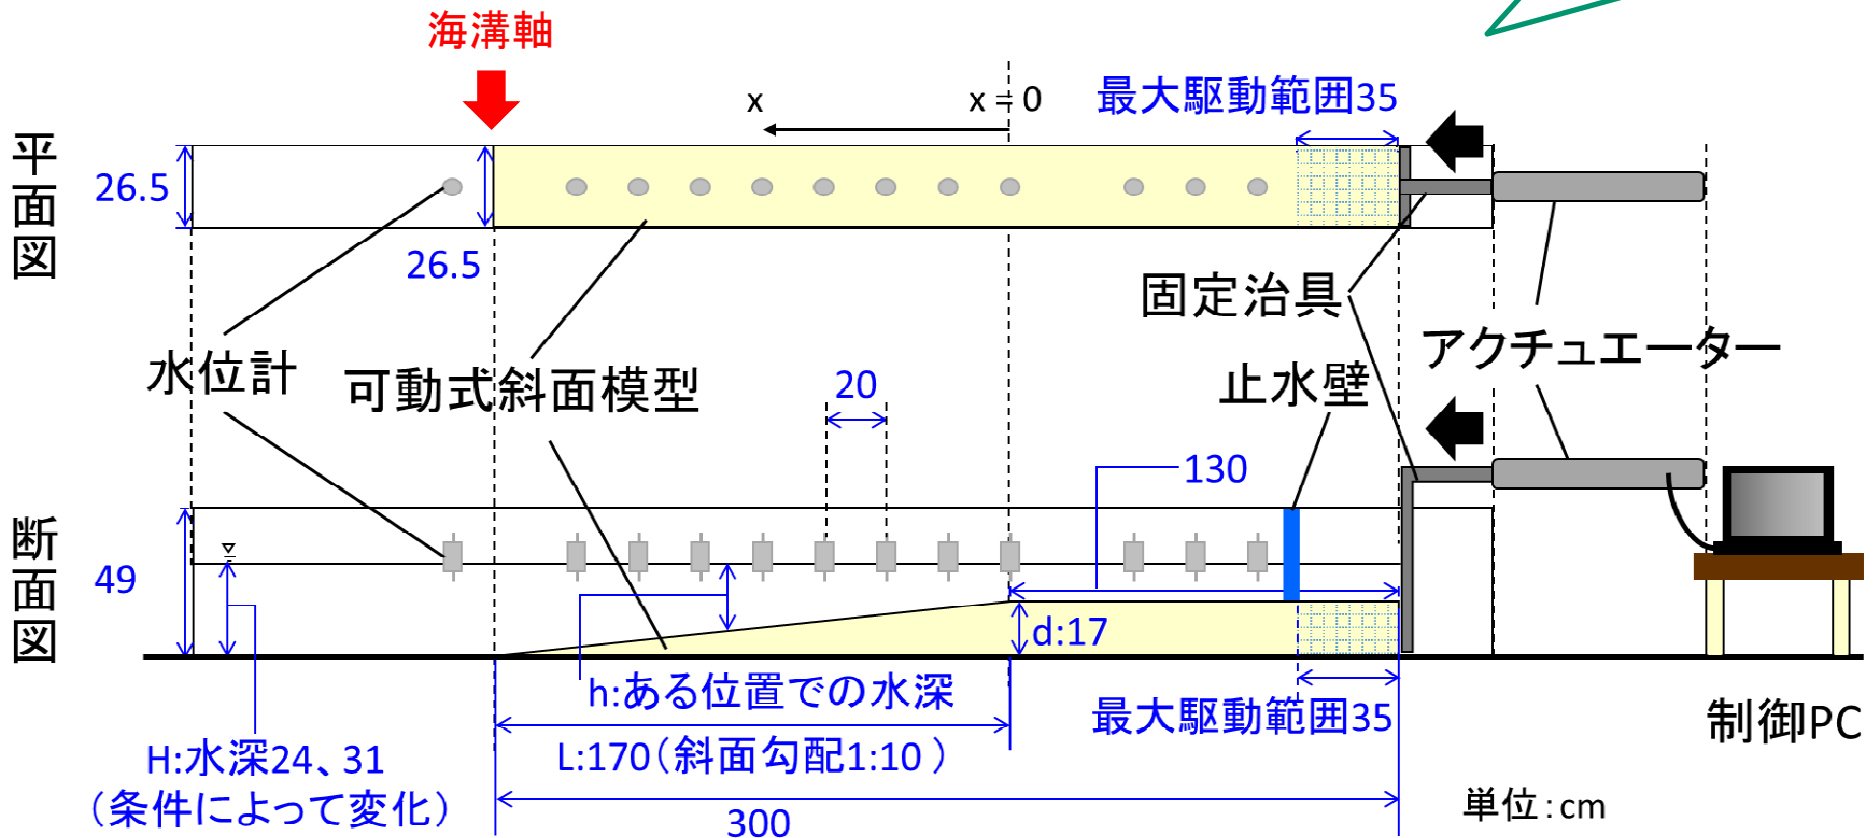 海溝軸
x
x = 0
最大駆動範囲35
平面図
26.5
26.5
固定治具
アクチュエーター
水位計
可動式斜面模型
20
止水壁
130
断面図
49
d:17
h:ある位置での水深
最大駆動範囲35
制御PC
H:水深24、31
（条件によって変化）
L:170（斜面勾配1:10 ）
300
単位：cm